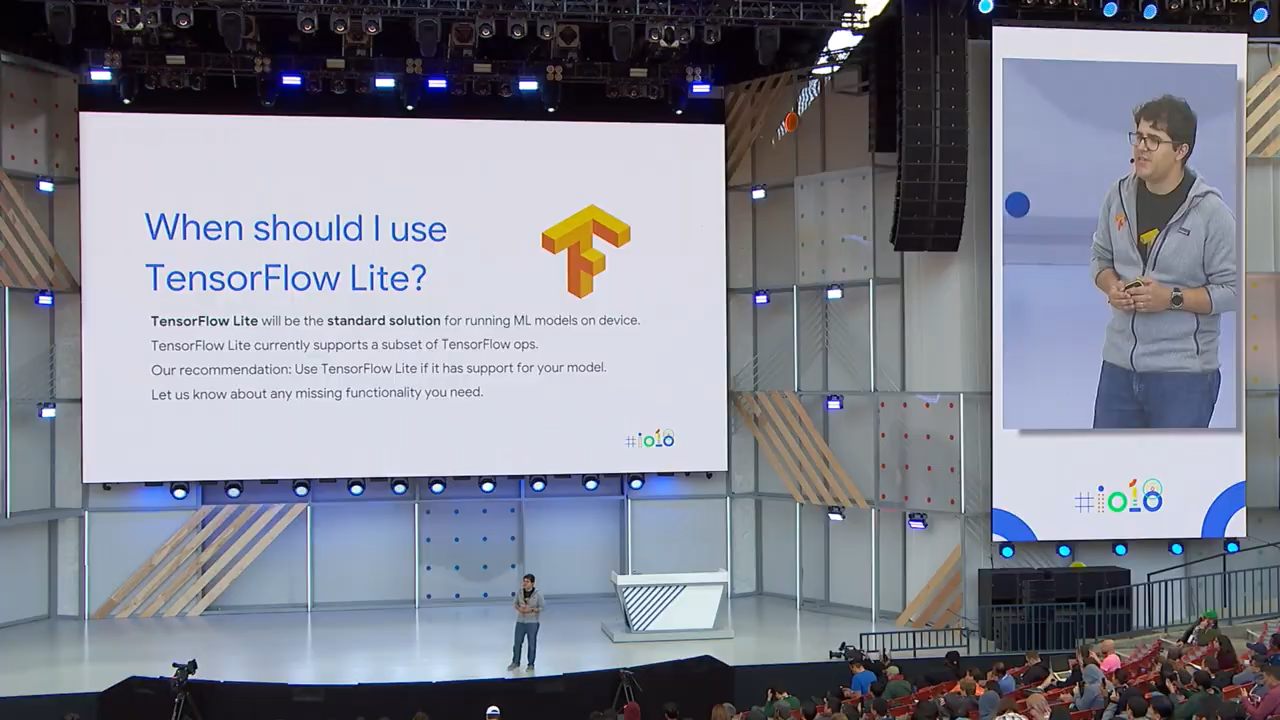 When should I use
TensorFlow Lite?
TensorFlow Lite will be the standard solution for running ML models on device.
TensorFlow Lite currently supports a subset of TensorFlow ops.
Our recommendation: Use TensorFlow Lite if it has support for your model.
Let us know about any missing functionality you need.
#io18
#io18